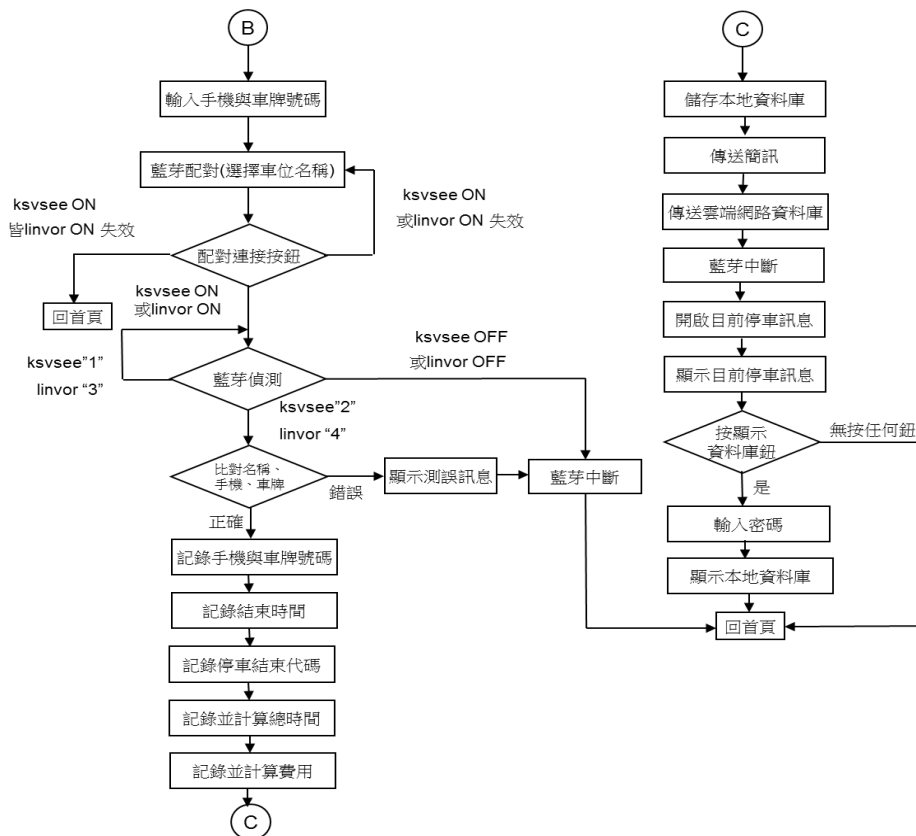 B
輸入手機與車牌號碼
藍芽配對(選擇車位名稱)
ksvsee ON
皆linvor ON 失效
ksvsee ON
或linvor ON 失效
配對連接按鈕
回首頁
ksvsee ON
或linvor ON
ksvsee OFF
或linvor OFF
ksvsee”1”
linvor “3”
藍芽偵測
ksvsee”2”
linvor “4”
比對名稱、
手機、車牌
錯誤
顯示測誤訊息
藍芽中斷
正確
記錄手機與車牌號碼
記錄結束時間
記錄停車結束代碼
記錄並計算總時間
記錄並計算費用
C
C
儲存本地資料庫
傳送簡訊
傳送雲端網路資料庫
藍芽中斷
開啟目前停車訊息
顯示目前停車訊息
按顯示
資料庫鈕
無按任何鈕
是
輸入密碼
顯示本地資料庫
回首頁